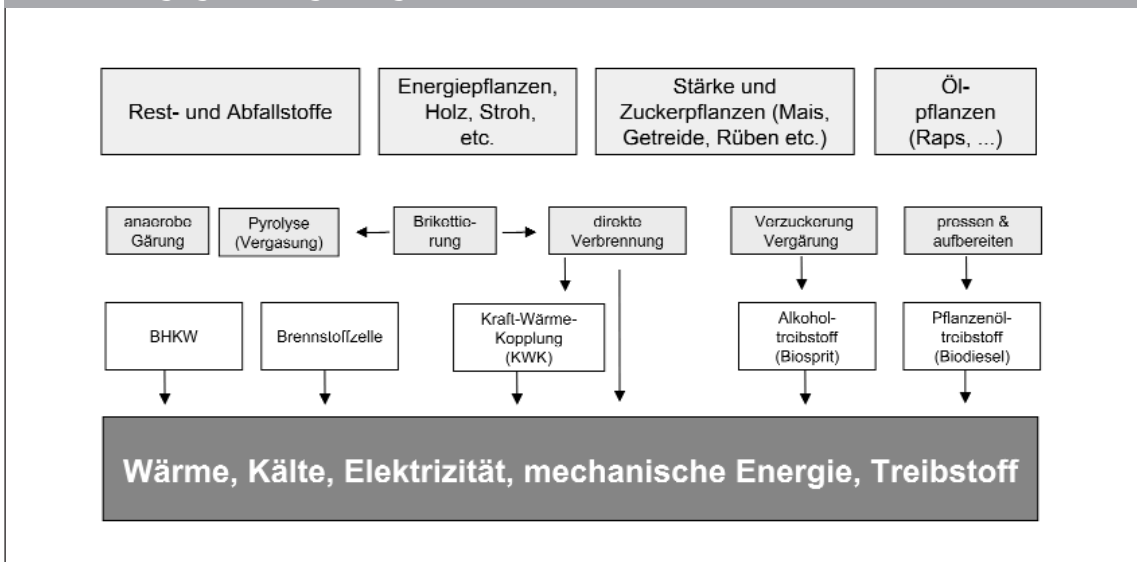 Rest- und Abfallstoffe
Energiepflanzen,
Holz, Stroh,
etc.
Stärke und
Zuckerpflanzen (Mais,
Getreide, Rüben etc.)
Öl-
pflanzen
(Raps, ...)
anaerobe
Gärung
Pyrolyse
(Vergasung)
Brikettie-
rung
direkte
Verbrennung
Verzuckerung
Vergärung
pressen &
aufbereiten
BHKW
Brennstoffzelle
Kraft-Wärme-
Kopplung
(KWK)
Alkohol-
treibstoff
(Biosprit)
Pflanzenöl-
treibstoff
(Biodiesel)
Wärme, Kälte, Elektrizität, mechanische Energie, Treibstoff